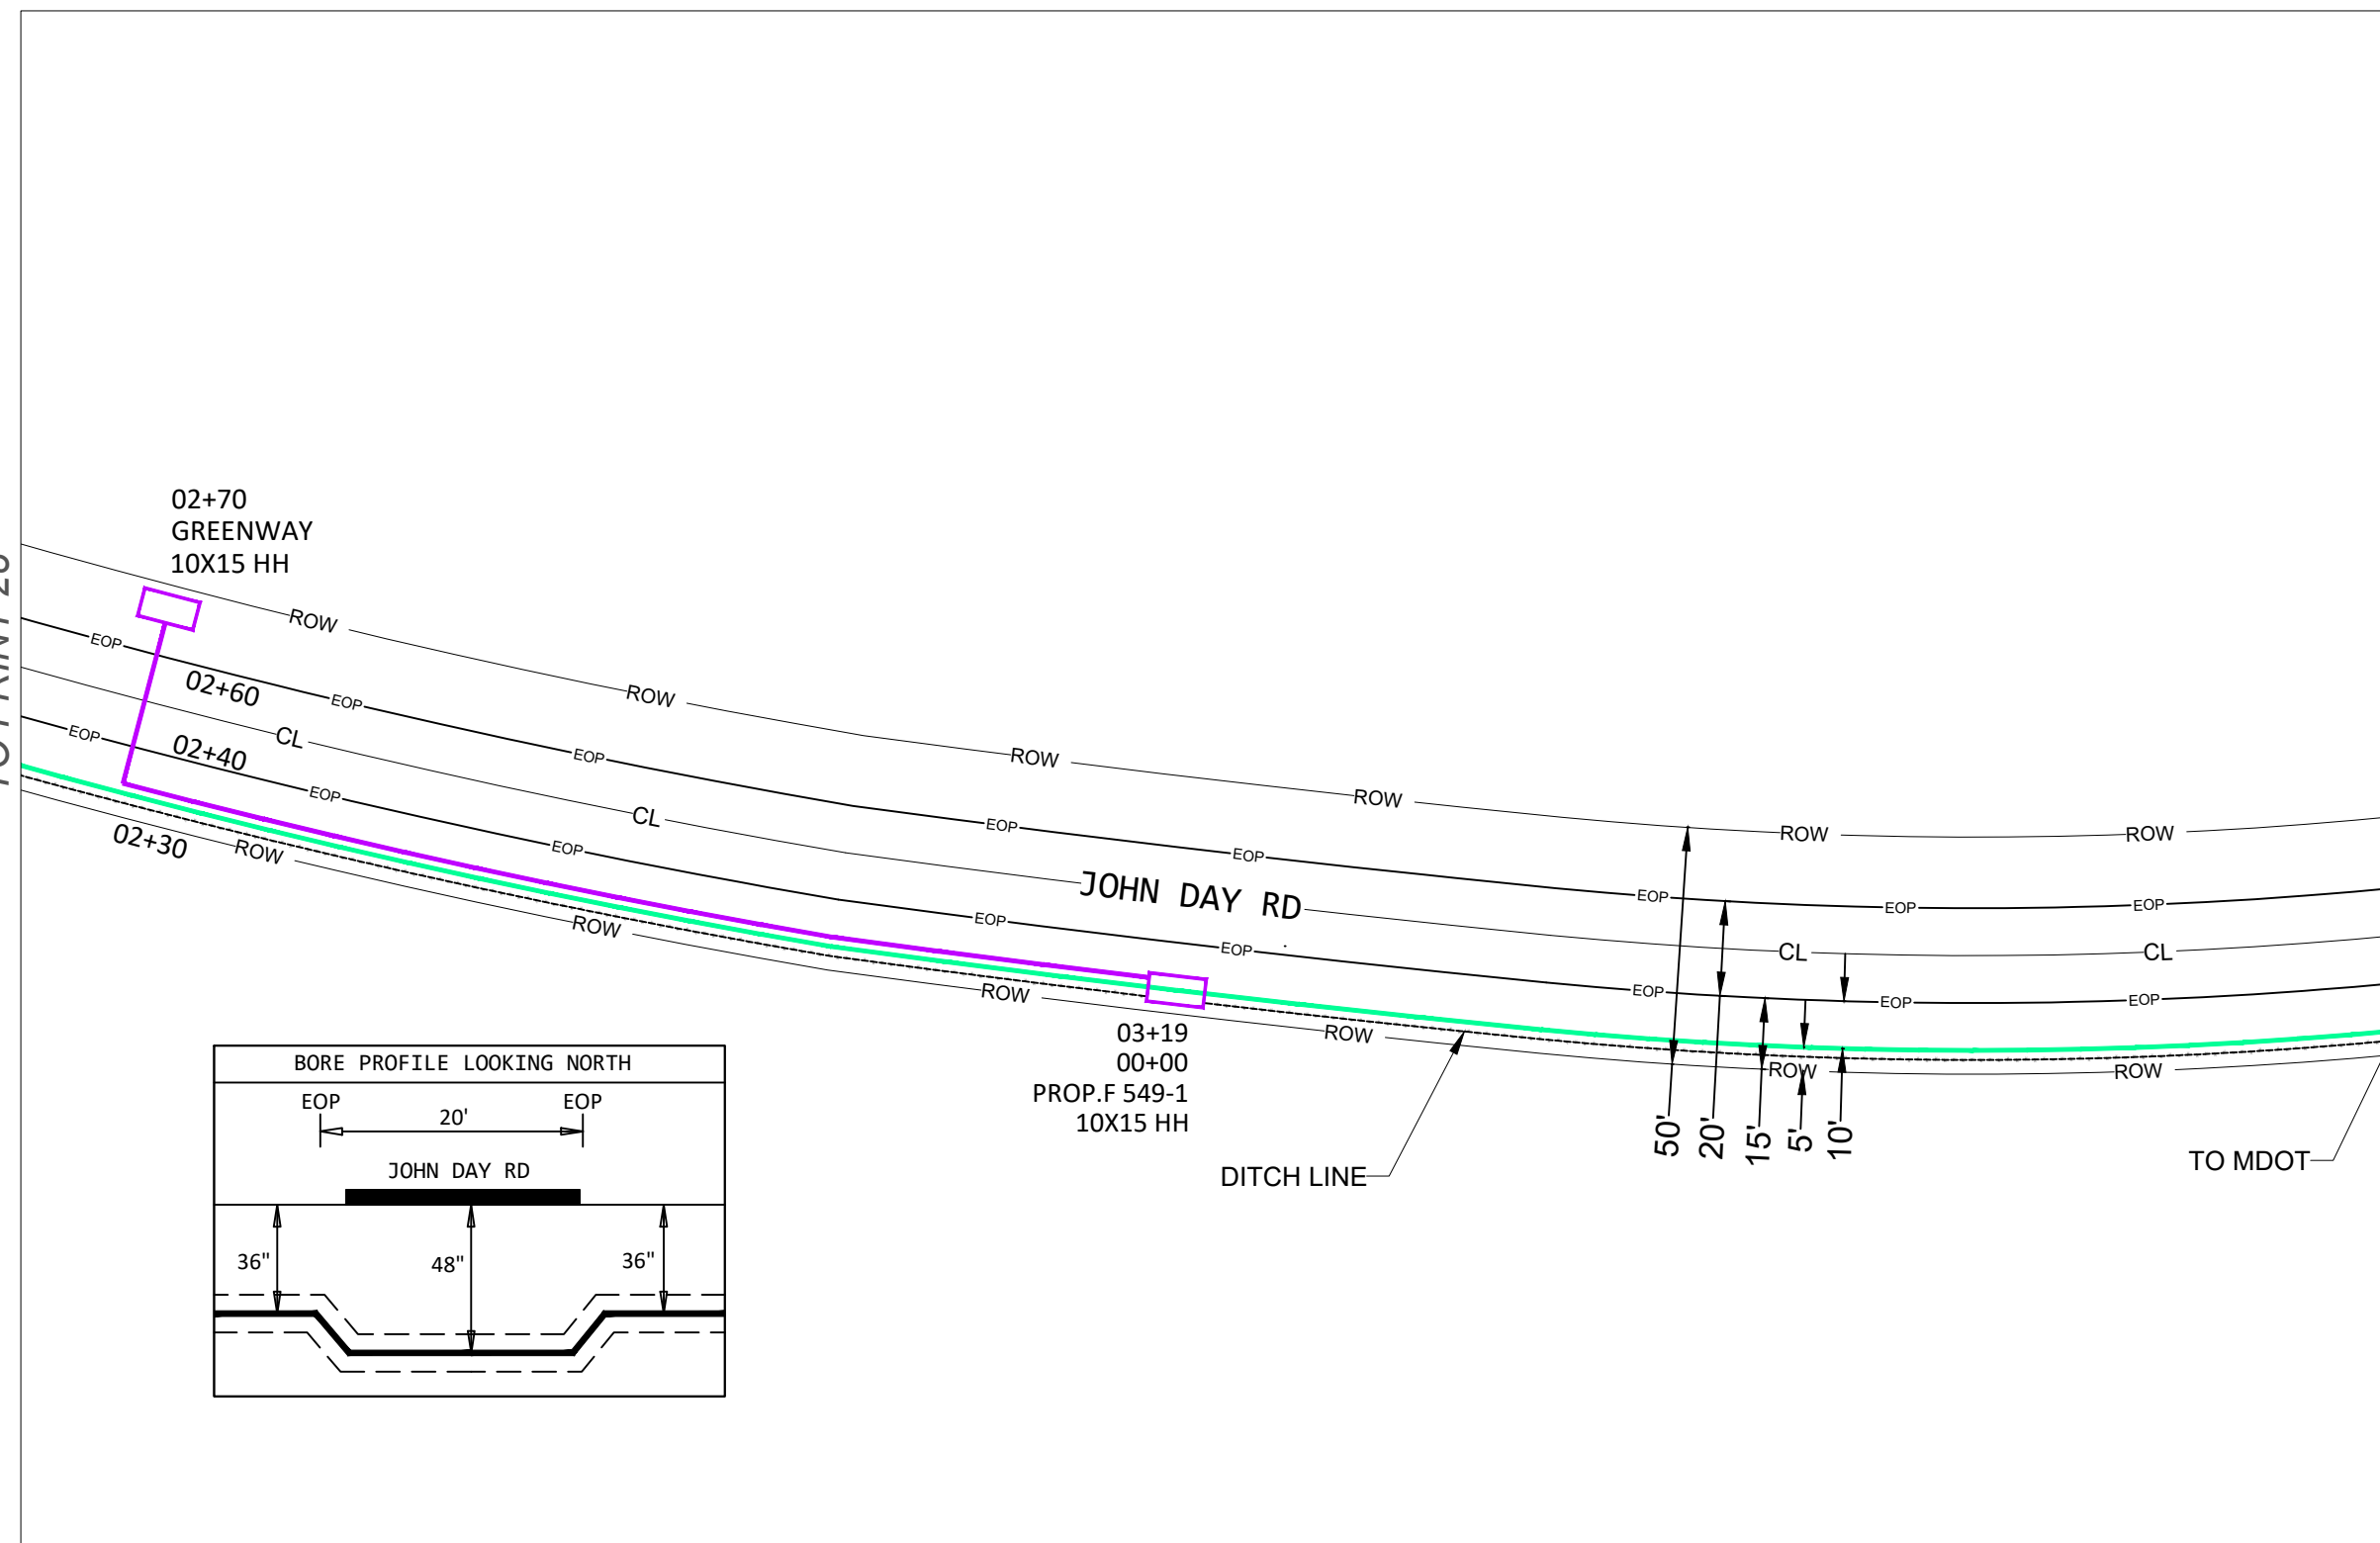 02+70
GREENWAY
10X15 HH
ROW
EOP
02+60
EOP
ROW
EOP
CL
02+40
EOP
EOP
ROW
ROW
CL
EOP
02+30
ROW
EOP
EOP
ROW
ROW
JOHN DAY RD
EOP
EOP
EOP
EOP
EOP
ROW
EOP
CL
CL
EOP
EOP
EOP
ROW
ROW
ROW
ROW
03+19
00+00
PROP.F 549-1
10X15 HH
50'
20'
15'
5'
10'
DITCH LINE
TO MDOT
BORE PROFILE LOOKING NORTH
EOP
EOP
20'
JOHN DAY RD
36"
48"
36"